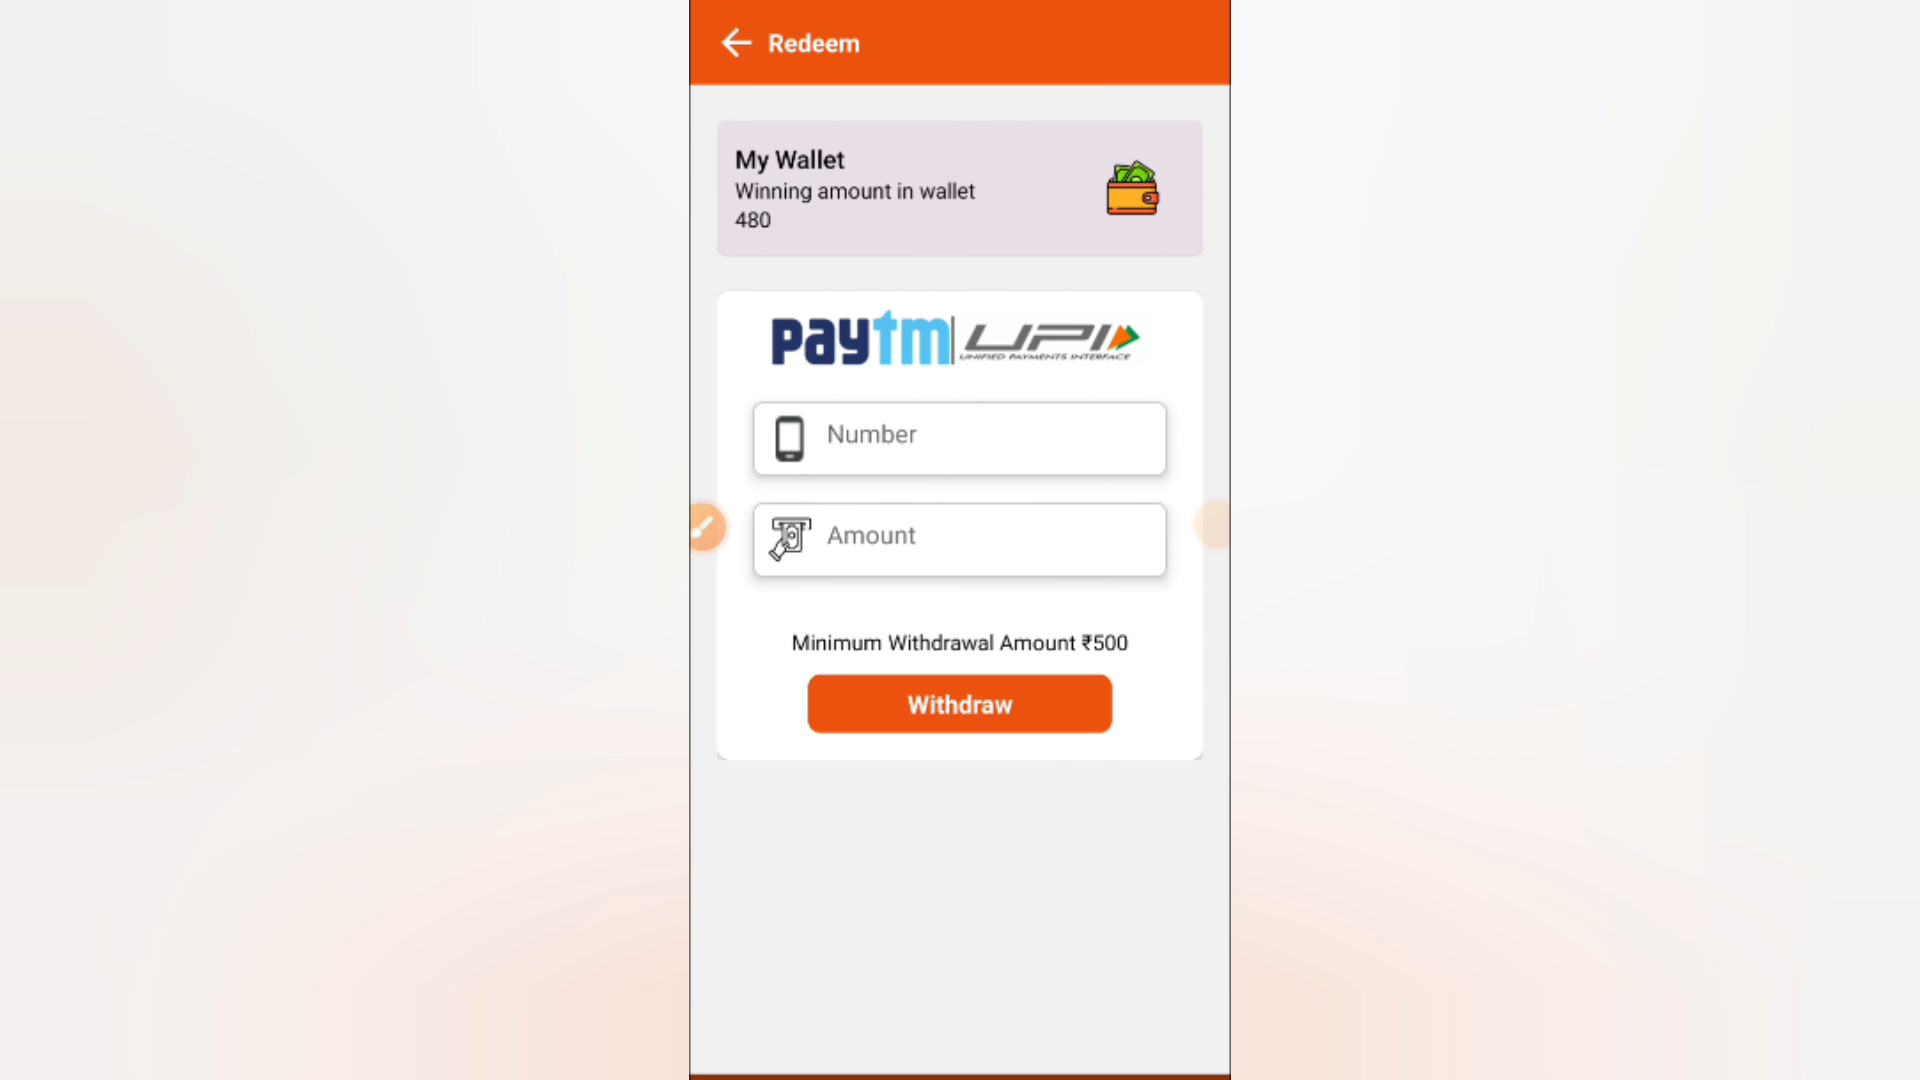 Redeem
My Wallet
Winning amount in wallet
480
paytm UPI
UNIFIED PAYMENTS INTERFACE
Number
Amount
Minimum Withdrawal Amount ₹500
Withdraw